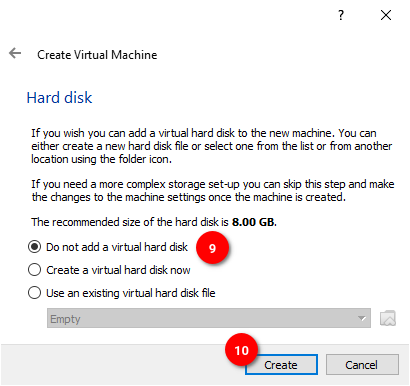 ?
Create Virtual Machine
Hard disk
If you wish you can add a virtual hard disk to the new machine. You can
either create a new hard disk file or select one from the list or from another
location using the folder icon.
If you need a more complex storage set-up you can skip this step and make
the changes to the machine settings once the machine is created.
The recommended size of the hard disk is 8.00 GB.
Do not add a virtual hard disk 9
Create a virtual hard disk now
Use an existing virtual hard disk file
Empty
10
Create Cancel